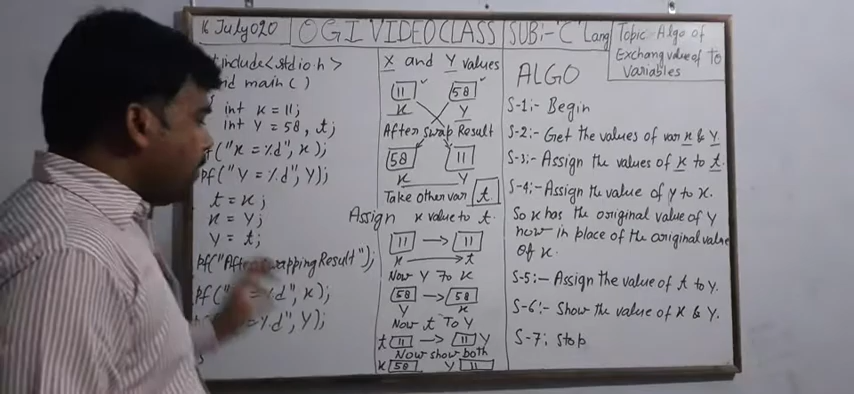 16 July 020
OGI VIDEO CLASS
SUB:- "C" Lang
Topic- Algo of
Exchang value of To
Variables
include<stdio.h>
main()
int x = 11;
int Y = 58, t;
pf("x = %d", x);
pf("Y = %d", Y);
t = x;
x = Y;
Y = t;
pf("After Swapping Result");
pf(" = %d", x);
= %d", Y);
X and Y values
11 58
x Y
After Swap Result
58 11
x Y
Take other var t.
Assign x value to t.
11 → 11
x → t
Now Y To x
58 → 58
Y x
Now t To Y
t 11 → 11 Y
Now show both
x 58 Y 11
ALGO
S-1:- Begin
S-2:- Get the values of var x & Y.
S-3:- Assign the values of x to t.
S-4:- Assign the value of y to x.
So x has the original value of Y
now in place of the original value
of x.
S-5:- Assign the value of t to Y.
S-6:- Show the value of x & Y.
S-7: Stop